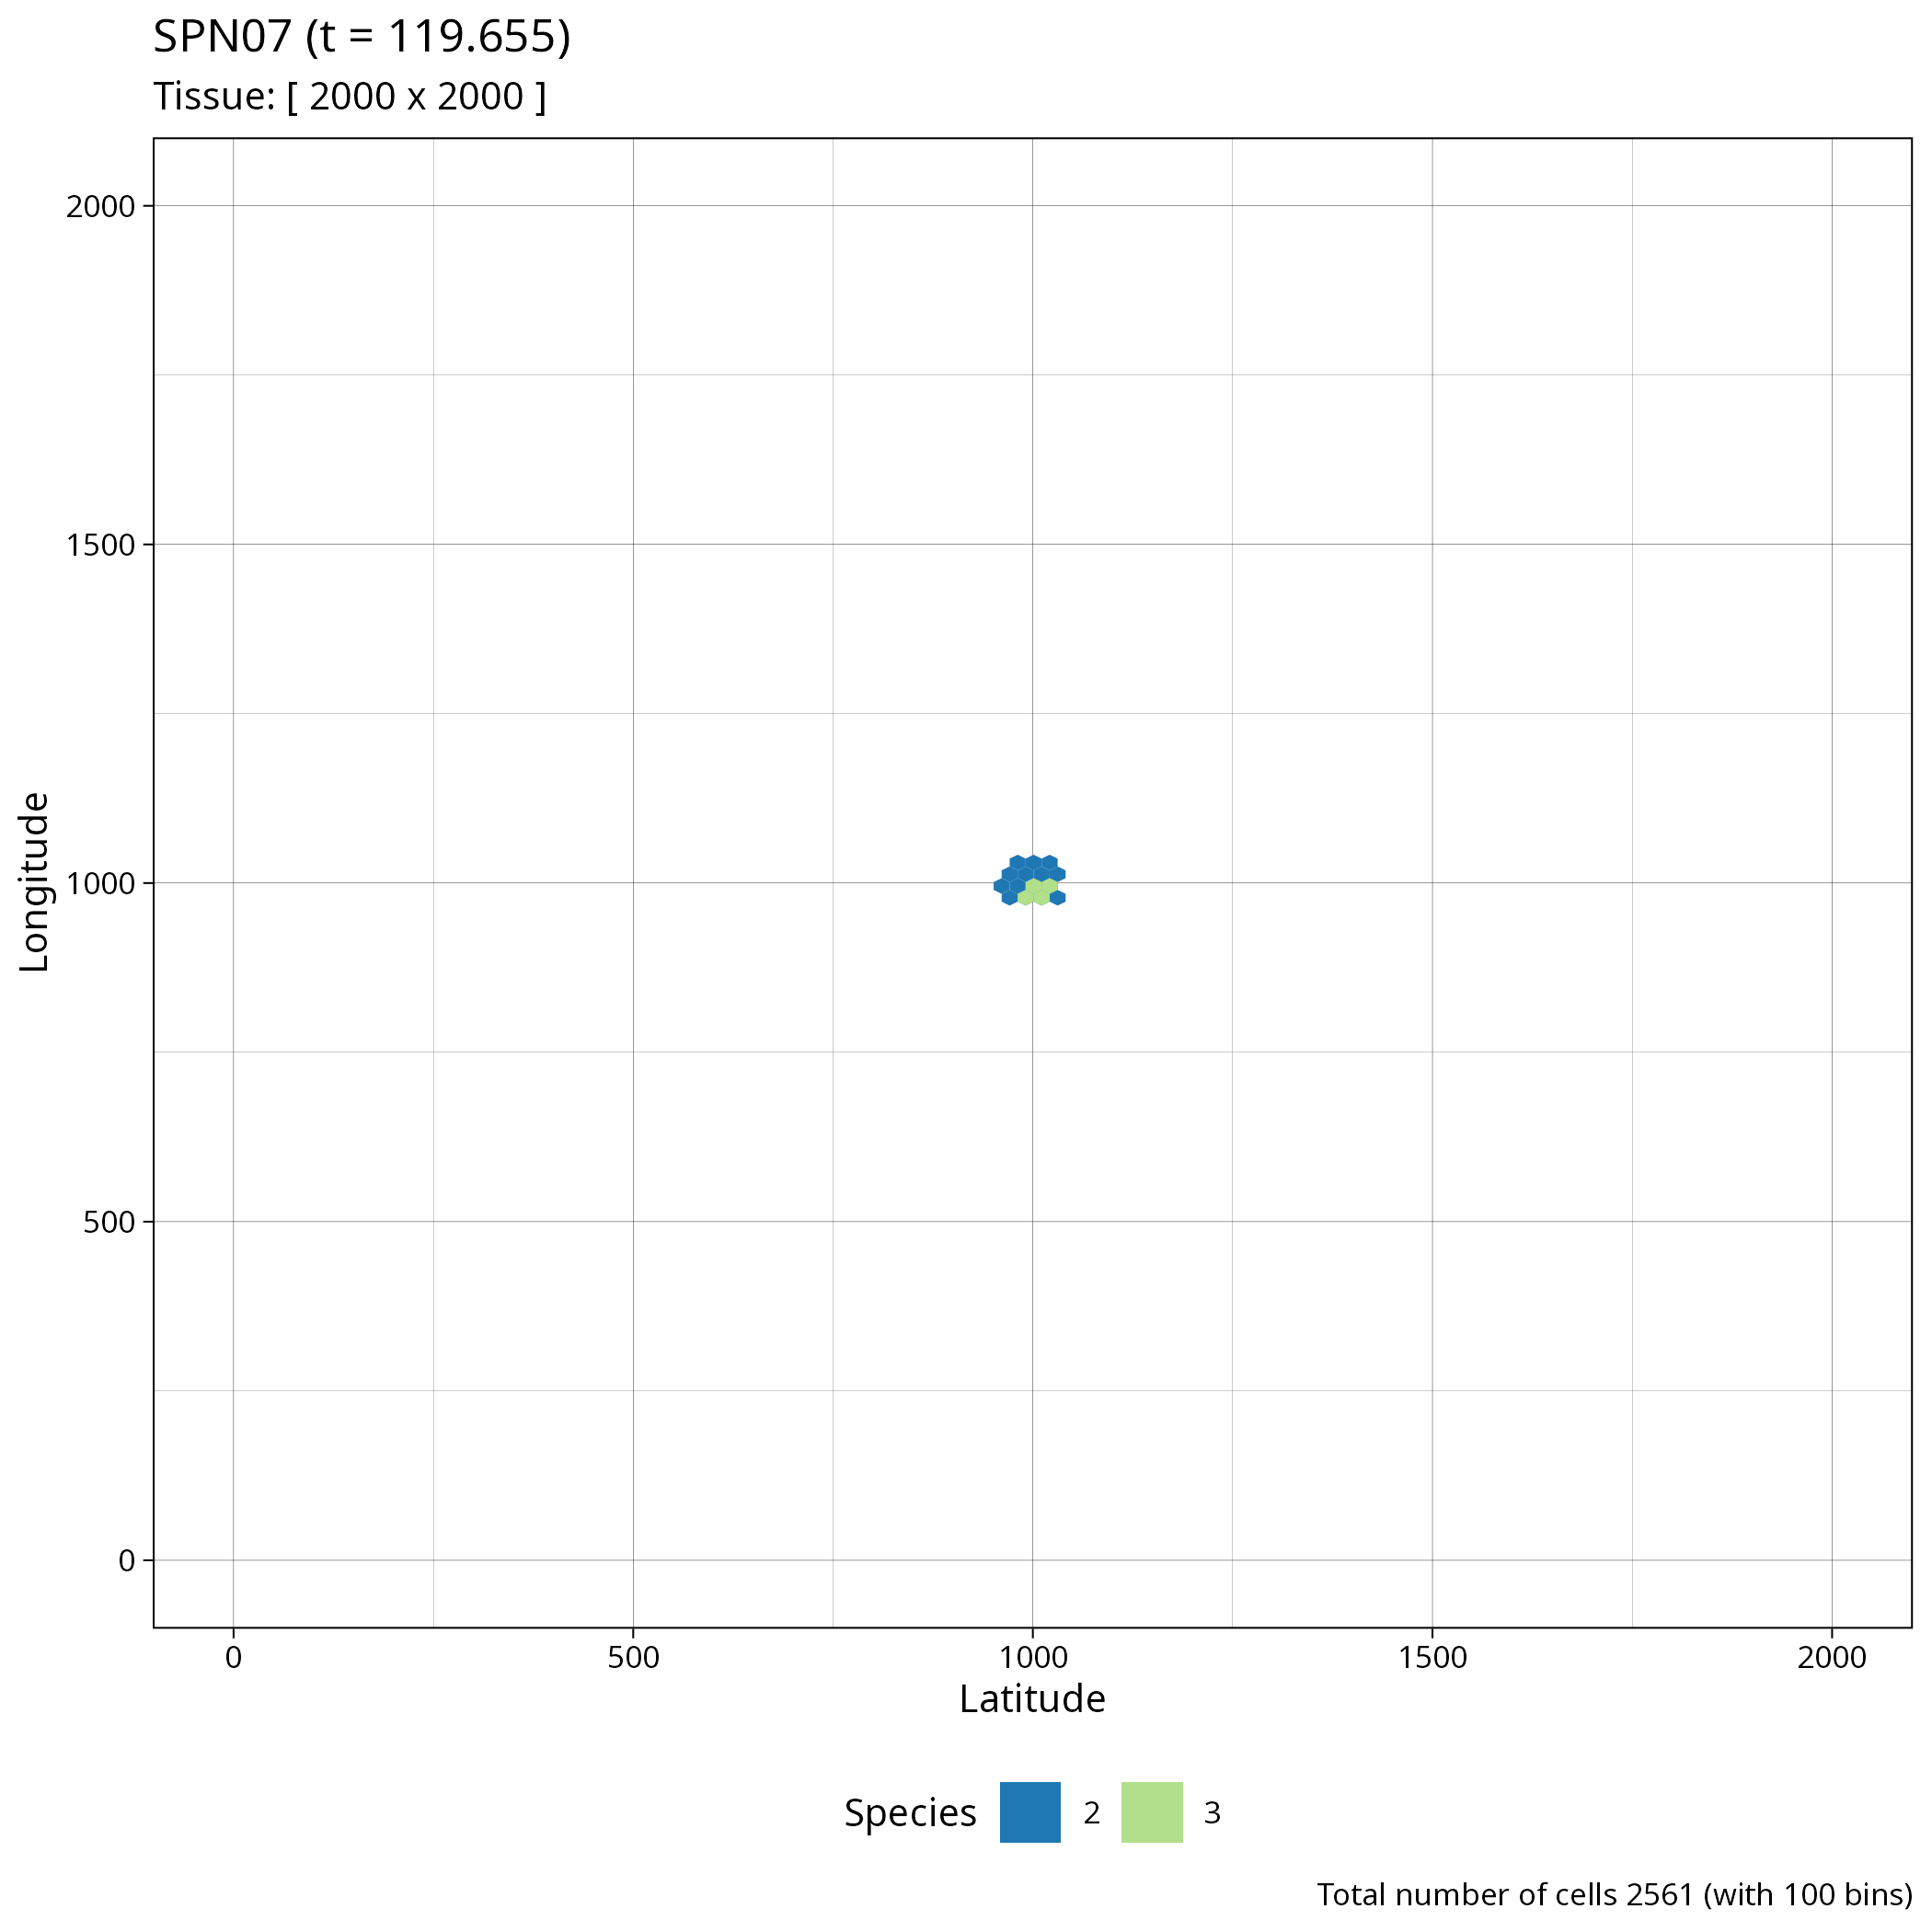 SPN07 (t = 119.655)
Tissue: [ 2000 x 2000 ]
2000
1500
1000
500
0
Longitude
0 500 1000 1500 2000
Latitude
Species 2 3
Total number of cells 2561 (with 100 bins)